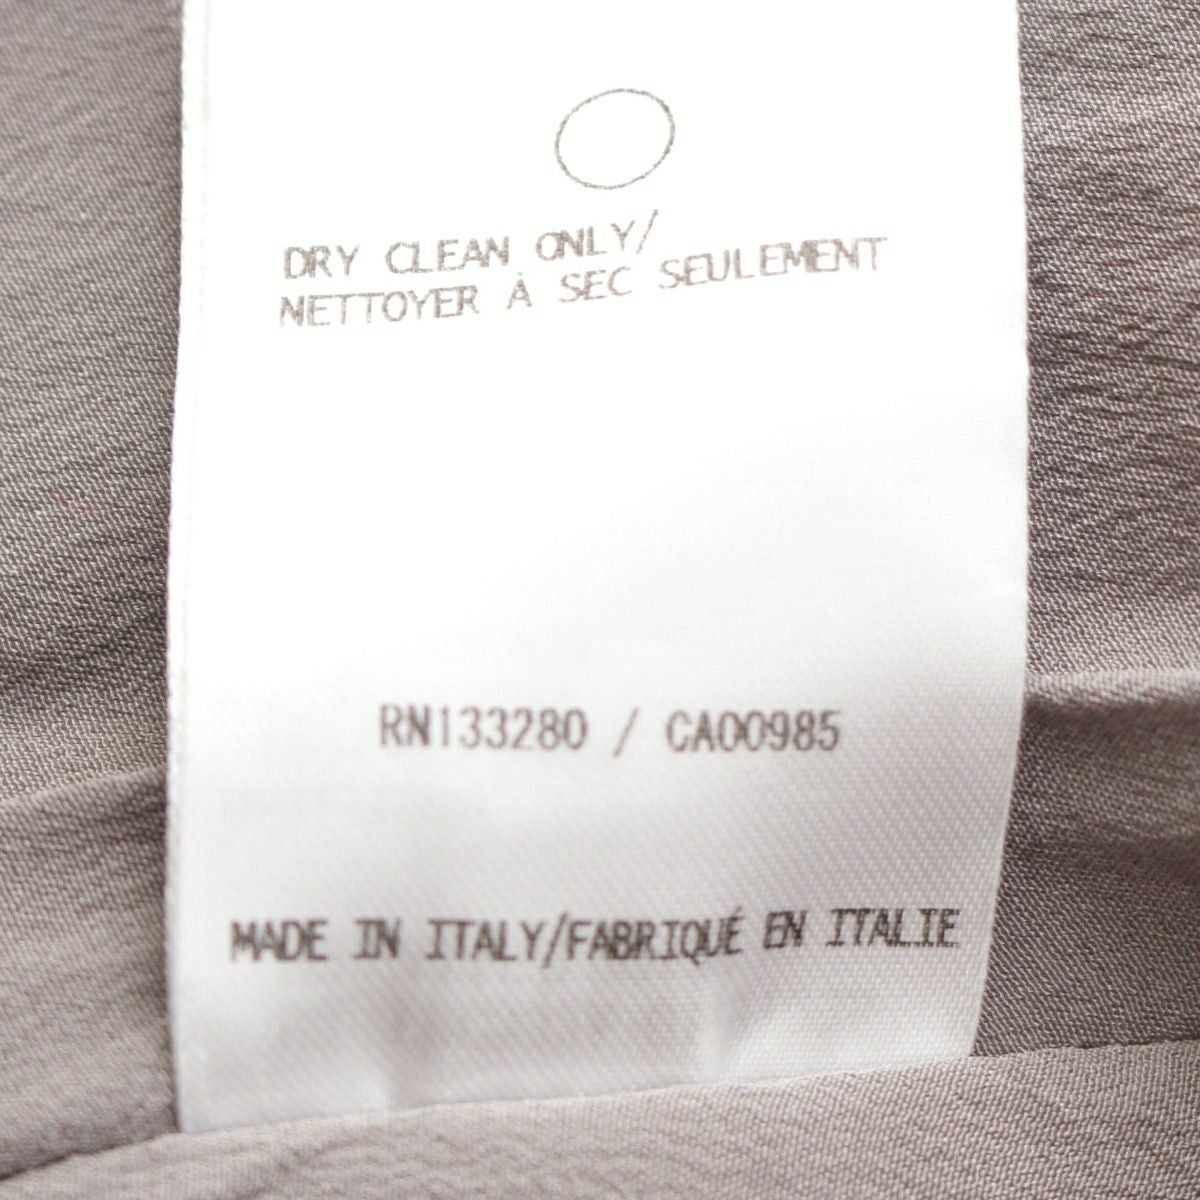 DRY CLEAN ONLY/
NETTOYER À SEC SEULEMENT
RN133280 / CA00985
MADE IN ITALY/FABRIQUÉ EN ITALIE